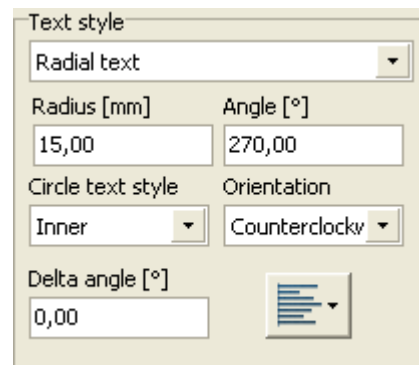 Text style
Radial text
Radius [mm] Angle [°]
15,00 270,00
Circle text style Orientation
Inner Counterclockw
Delta angle [°]
0,00